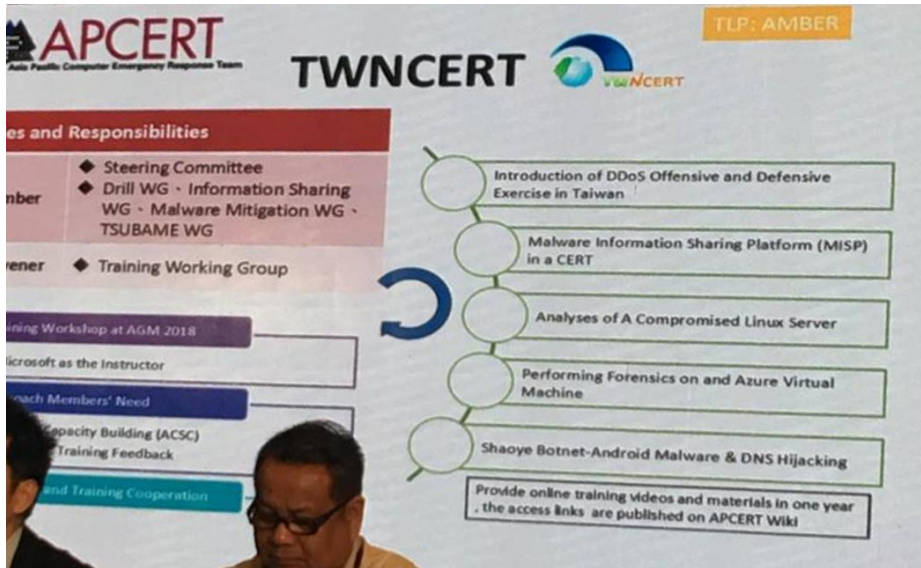 APCERT
Asia Pacific Computer Emergency Response Team
TWNCERT
TWNCERT
TLP: AMBER
es and Responsibilities
mber
◆ Steering Committee
◆ Drill WG、Information Sharing
WG、Malware Mitigation WG、
TSUBAME WG
vener
◆ Training Working Group
ining Workshop at AGM 2018
icrosoft as the Instructor
oach Members' Need
apacity Building (ACSC)
Training Feedback
and Training Cooperation
Introduction of DDoS Offensive and Defensive
Exercise in Taiwan
Malware Information Sharing Platform (MISP)
in a CERT
Analyses of A Compromised Linux Server
Performing Forensics on and Azure Virtual
Machine
Shaoye Botnet-Android Malware & DNS Hijacking
Provide online training videos and materials in one year
, the access links are published on APCERT Wiki